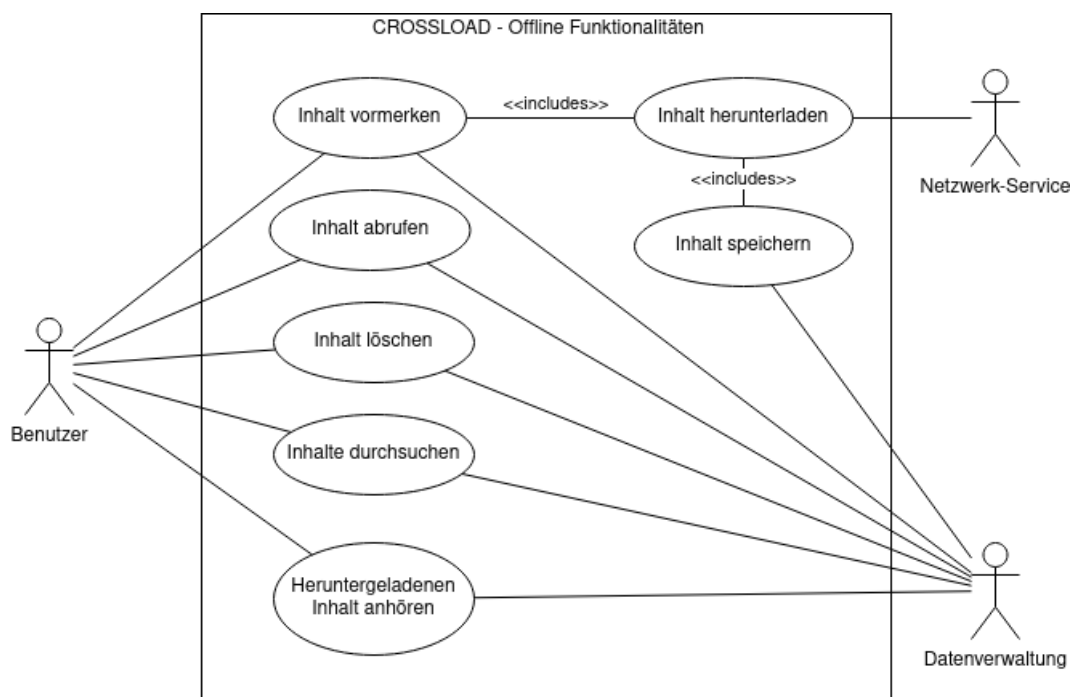 CROSSLOAD - Offline Funktionalitäten
Inhalt vormerken
<<includes>>
Inhalt herunterladen
<<includes>>
Netzwerk-Service
Inhalt abrufen
Inhalt speichern
Inhalt löschen
Benutzer
Inhalte durchsuchen
Heruntergeladenen
Inhalt anhören
Datenverwaltung